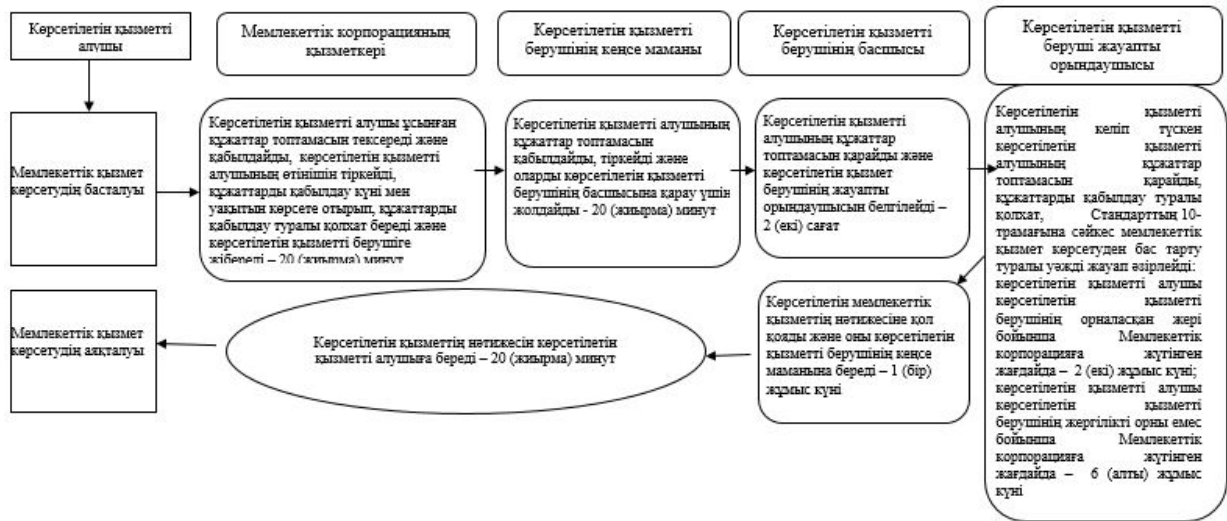 Көрсетілетін қызметті
алушы
Мемлекеттік корпорацияның
қызметкері
Көрсетілетін қызметті
берушінің кеңсе маманы
Көрсетілетін қызметті
берушінің басшысы
Көрсетілетін қызметті
беруші жауапты
орындаушысы
Мемлекеттік қызмет
көрсетудің басталуы
Көрсетілетін қызметті алушы ұсынған
құжаттар топтамасын тексереді және
қабылдайды, көрсетілетін қызметті
алушының өтінішін тіркейді,
құжаттарды қабылдау күні мен
уақытын көрсете отырып, құжаттарды
қабылдау туралы қолхат береді және
көрсетілетін қызметті берушіге
жібереді – 20 (жиырма) минут
Көрсетілетін қызметті алушының
құжаттар топтамасын
қабылдайды, тіркейді және
оларды көрсетілетін қызметті
берушінің басшысына қарау үшін
жолдайды - 20 (жиырма) минут
Көрсетілетін қызметті
алушының құжаттар
топтамасын қарайды және
көрсетілетін қызмет
берушінің жауапты
орындаушысын белгілейді –
2 (екі) сағат
Көрсетілетін қызметті
алушының келіп түскен
көрсетілетін қызметті
алушының құжаттар
топтамасын қарайды,
құжаттарды қабылдау туралы
қолхат, Стандарттың 10-
трамағына сәйкес мемлекеттік
қызмет көрсетуден бас тарту
туралы уәжді жауап әзірлейді:
көрсетілетін қызметті алушы
көрсетілетін қызметті
берушінің орналасқан жері
бойынша Мемлекеттік
корпорацияға жүгінген
жағдайда – 2 (екі) жұмыс күні;
көрсетілетін қызметті алушы
көрсетілетін қызметті
берушінің жергілікті орны емес
бойынша Мемлекеттік
корпорацияға жүгінген
жағдайда – 6 (алты) жұмыс
күні
Көрсетілетін мемлекеттік
қызметтің нәтижесіне қол
қояды және оны көрсетілетін
қызметті берушінің кеңсе
маманына береді – 1 (бір)
жұмыс күні
Көрсетілетін қызметтің нәтижесін көрсетілетін
қызметті алушыға береді – 20 (жиырма) минут
Мемлекеттік қызмет
көрсетудің аяқталуы